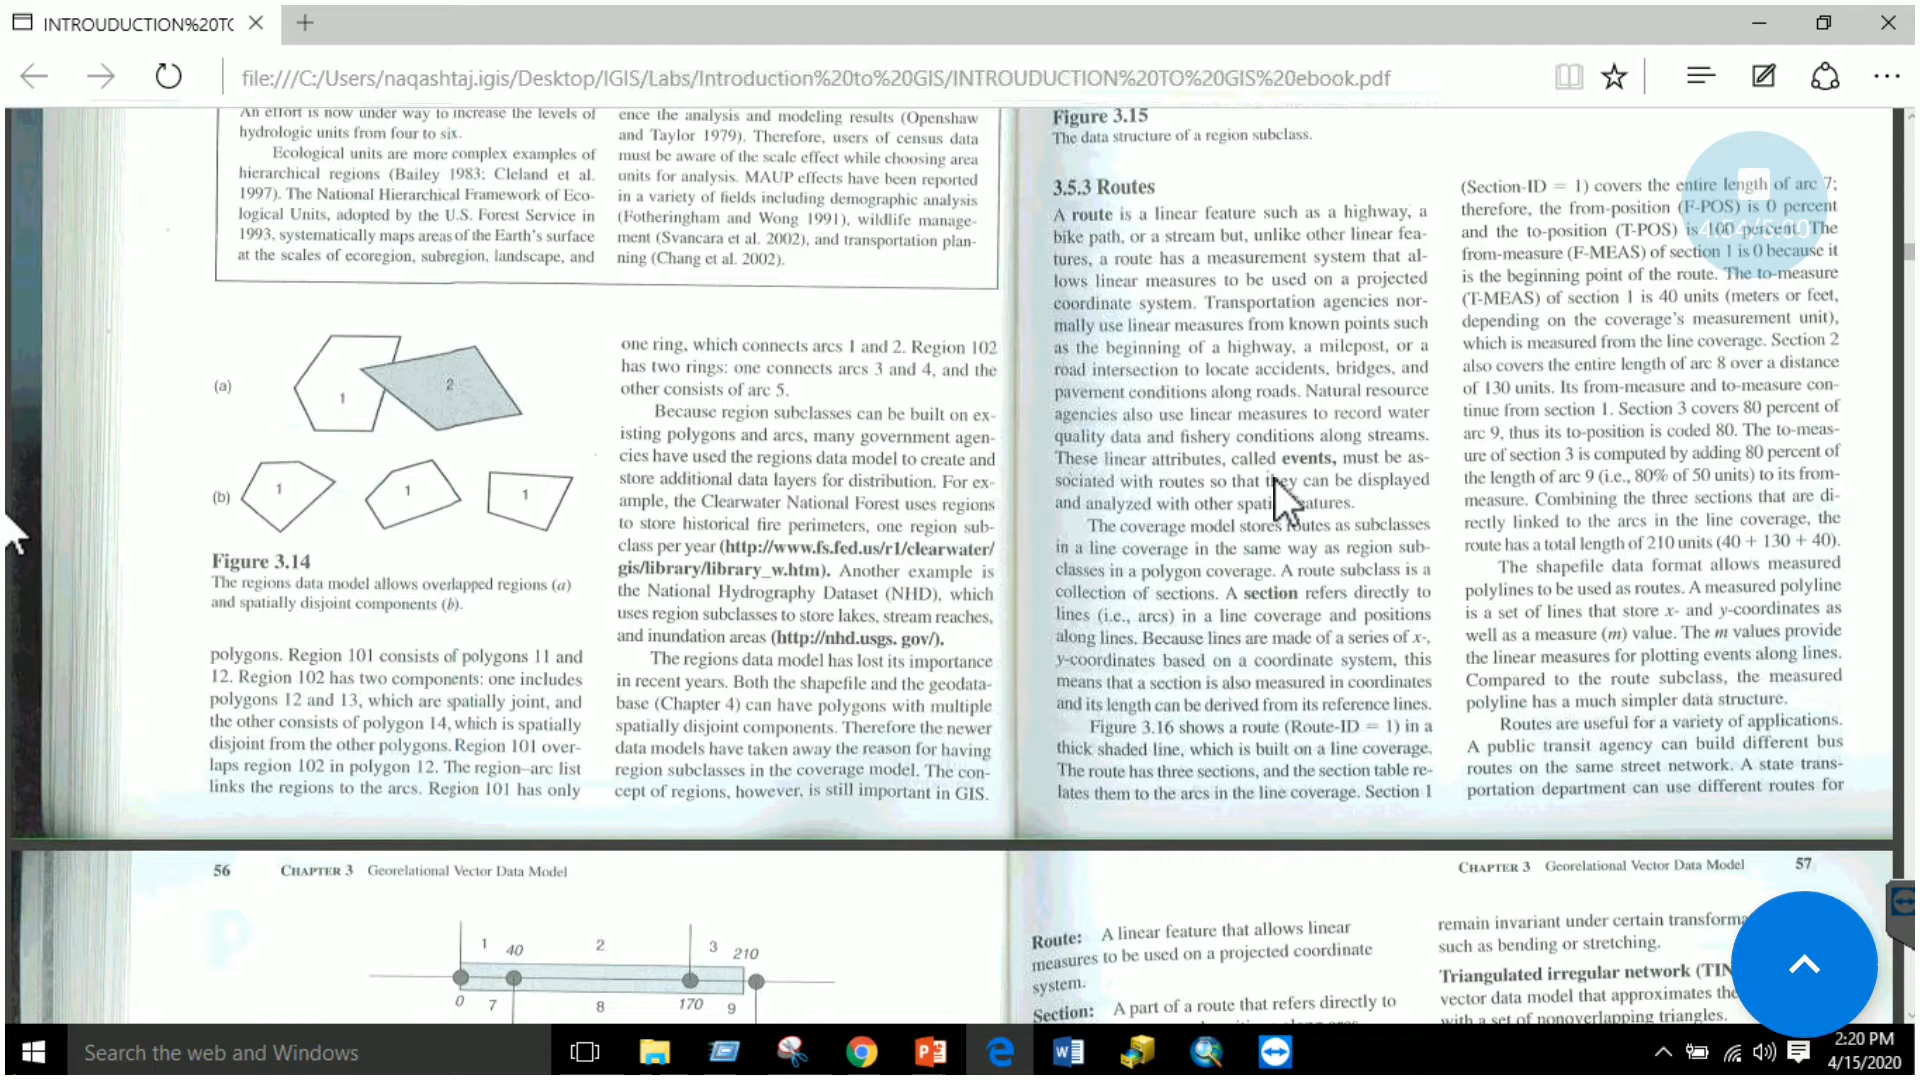 INTROUDUCTION%20TO
file:///C:/Users/naqashtaj.igis/Desktop/IGIS/Labs/Introduction%20to%20GIS/INTROUDUCTION%20TO%20GIS%20ebook.pdf
An effort is now under way to increase the levels of
hydrologic units from four to six.
Ecological units are more complex examples of
hierarchical regions (Bailey 1983; Cleland et al.
1997). The National Hierarchical Framework of Eco-
logical Units, adopted by the U.S. Forest Service in
1993, systematically maps areas of the Earth's surface
at the scales of ecoregion, subregion, landscape, and
ence the analysis and modeling results (Openshaw
and Taylor 1979). Therefore, users of census data
must be aware of the scale effect while choosing area
units for analysis. MAUP effects have been reported
in a variety of fields including demographic analysis
(Fotheringham and Wong 1991), wildlife manage-
ment (Svancara et al. 2002), and transportation plan-
ning (Chang et al. 2002).
(a)
1
2
(b)
1
1
1
Figure 3.14
The regions data model allows overlapped regions (a)
and spatially disjoint components (b).
polygons. Region 101 consists of polygons 11 and
12. Region 102 has two components: one includes
polygons 12 and 13, which are spatially joint, and
the other consists of polygon 14, which is spatially
disjoint from the other polygons. Region 101 over-
laps region 102 in polygon 12. The region–arc list
links the regions to the arcs. Region 101 has only
one ring, which connects arcs 1 and 2. Region 102
has two rings: one connects arcs 3 and 4, and the
other consists of arc 5.
Because region subclasses can be built on ex-
isting polygons and arcs, many government agen-
cies have used the regions data model to create and
store additional data layers for distribution. For ex-
ample, the Clearwater National Forest uses regions
to store historical fire perimeters, one region sub-
class per year (http://www.fs.fed.us/r1/clearwater/
gis/library/library_w.htm). Another example is
the National Hydrography Dataset (NHD), which
uses region subclasses to store lakes, stream reaches,
and inundation areas (http://nhd.usgs. gov/).
The regions data model has lost its importance
in recent years. Both the shapefile and the geodata-
base (Chapter 4) can have polygons with multiple
spatially disjoint components. Therefore the newer
data models have taken away the reason for having
region subclasses in the coverage model. The con-
cept of regions, however, is still important in GIS.
Figure 3.15
The data structure of a region subclass.
3.5.3 Routes
A route is a linear feature such as a highway, a
bike path, or a stream but, unlike other linear fea-
tures, a route has a measurement system that al-
lows linear measures to be used on a projected
coordinate system. Transportation agencies nor-
mally use linear measures from known points such
as the beginning of a highway, a milepost, or a
road intersection to locate accidents, bridges, and
pavement conditions along roads. Natural resource
agencies also use linear measures to record water
quality data and fishery conditions along streams.
These linear attributes, called events, must be as-
sociated with routes so that they can be displayed
and analyzed with other spati atures.
The coverage model stores routes as subclasses
in a line coverage in the same way as region sub-
classes in a polygon coverage. A route subclass is a
collection of sections. A section refers directly to
lines (i.e., arcs) in a line coverage and positions
along lines. Because lines are made of a series of x-,
y-coordinates based on a coordinate system, this
means that a section is also measured in coordinates
and its length can be derived from its reference lines.
Figure 3.16 shows a route (Route-ID = 1) in a
thick shaded line, which is built on a line coverage.
The route has three sections, and the section table re-
lates them to the arcs in the line coverage. Section 1
(Section-ID = 1) covers the entire length of arc 7;
therefore, the from-position (F-POS) is 0 percent
and the to-position (T-POS) is 100 percent. The
from-measure (F-MEAS) of section 1 is 0 because it
is the beginning point of the route. The to-measure
(T-MEAS) of section 1 is 40 units (meters or feet,
depending on the coverage's measurement unit),
which is measured from the line coverage. Section 2
also covers the entire length of arc 8 over a distance
of 130 units. Its from-measure and to-measure con-
tinue from section 1. Section 3 covers 80 percent of
arc 9, thus its to-position is coded 80. The to-meas-
ure of section 3 is computed by adding 80 percent of
the length of arc 9 (i.e., 80% of 50 units) to its from-
measure. Combining the three sections that are di-
rectly linked to the arcs in the line coverage, the
route has a total length of 210 units (40 + 130 + 40).
The shapefile data format allows measured
polylines to be used as routes. A measured polyline
is a set of lines that store x- and y-coordinates as
well as a measure (m) value. The m values provide
the linear measures for plotting events along lines.
Compared to the route subclass, the measured
polyline has a much simpler data structure.
Routes are useful for a variety of applications.
A public transit agency can build different bus
routes on the same street network. A state trans-
portation department can use different routes for
56 CHAPTER 3 Georelational Vector Data Model
1 40 2 3 210
0 7 8 170 9
CHAPTER 3 Georelational Vector Data Model 57
Route: A linear feature that allows linear
measures to be used on a projected coordinate
system.
Section: A part of a route that refers directly to
remain invariant under certain transforma
such as bending or stretching.
Triangulated irregular network (TIN
vector data model that approximates the
with a set of nonoverlapping triangles.
Search the web and Windows
2:20 PM
4/15/2020